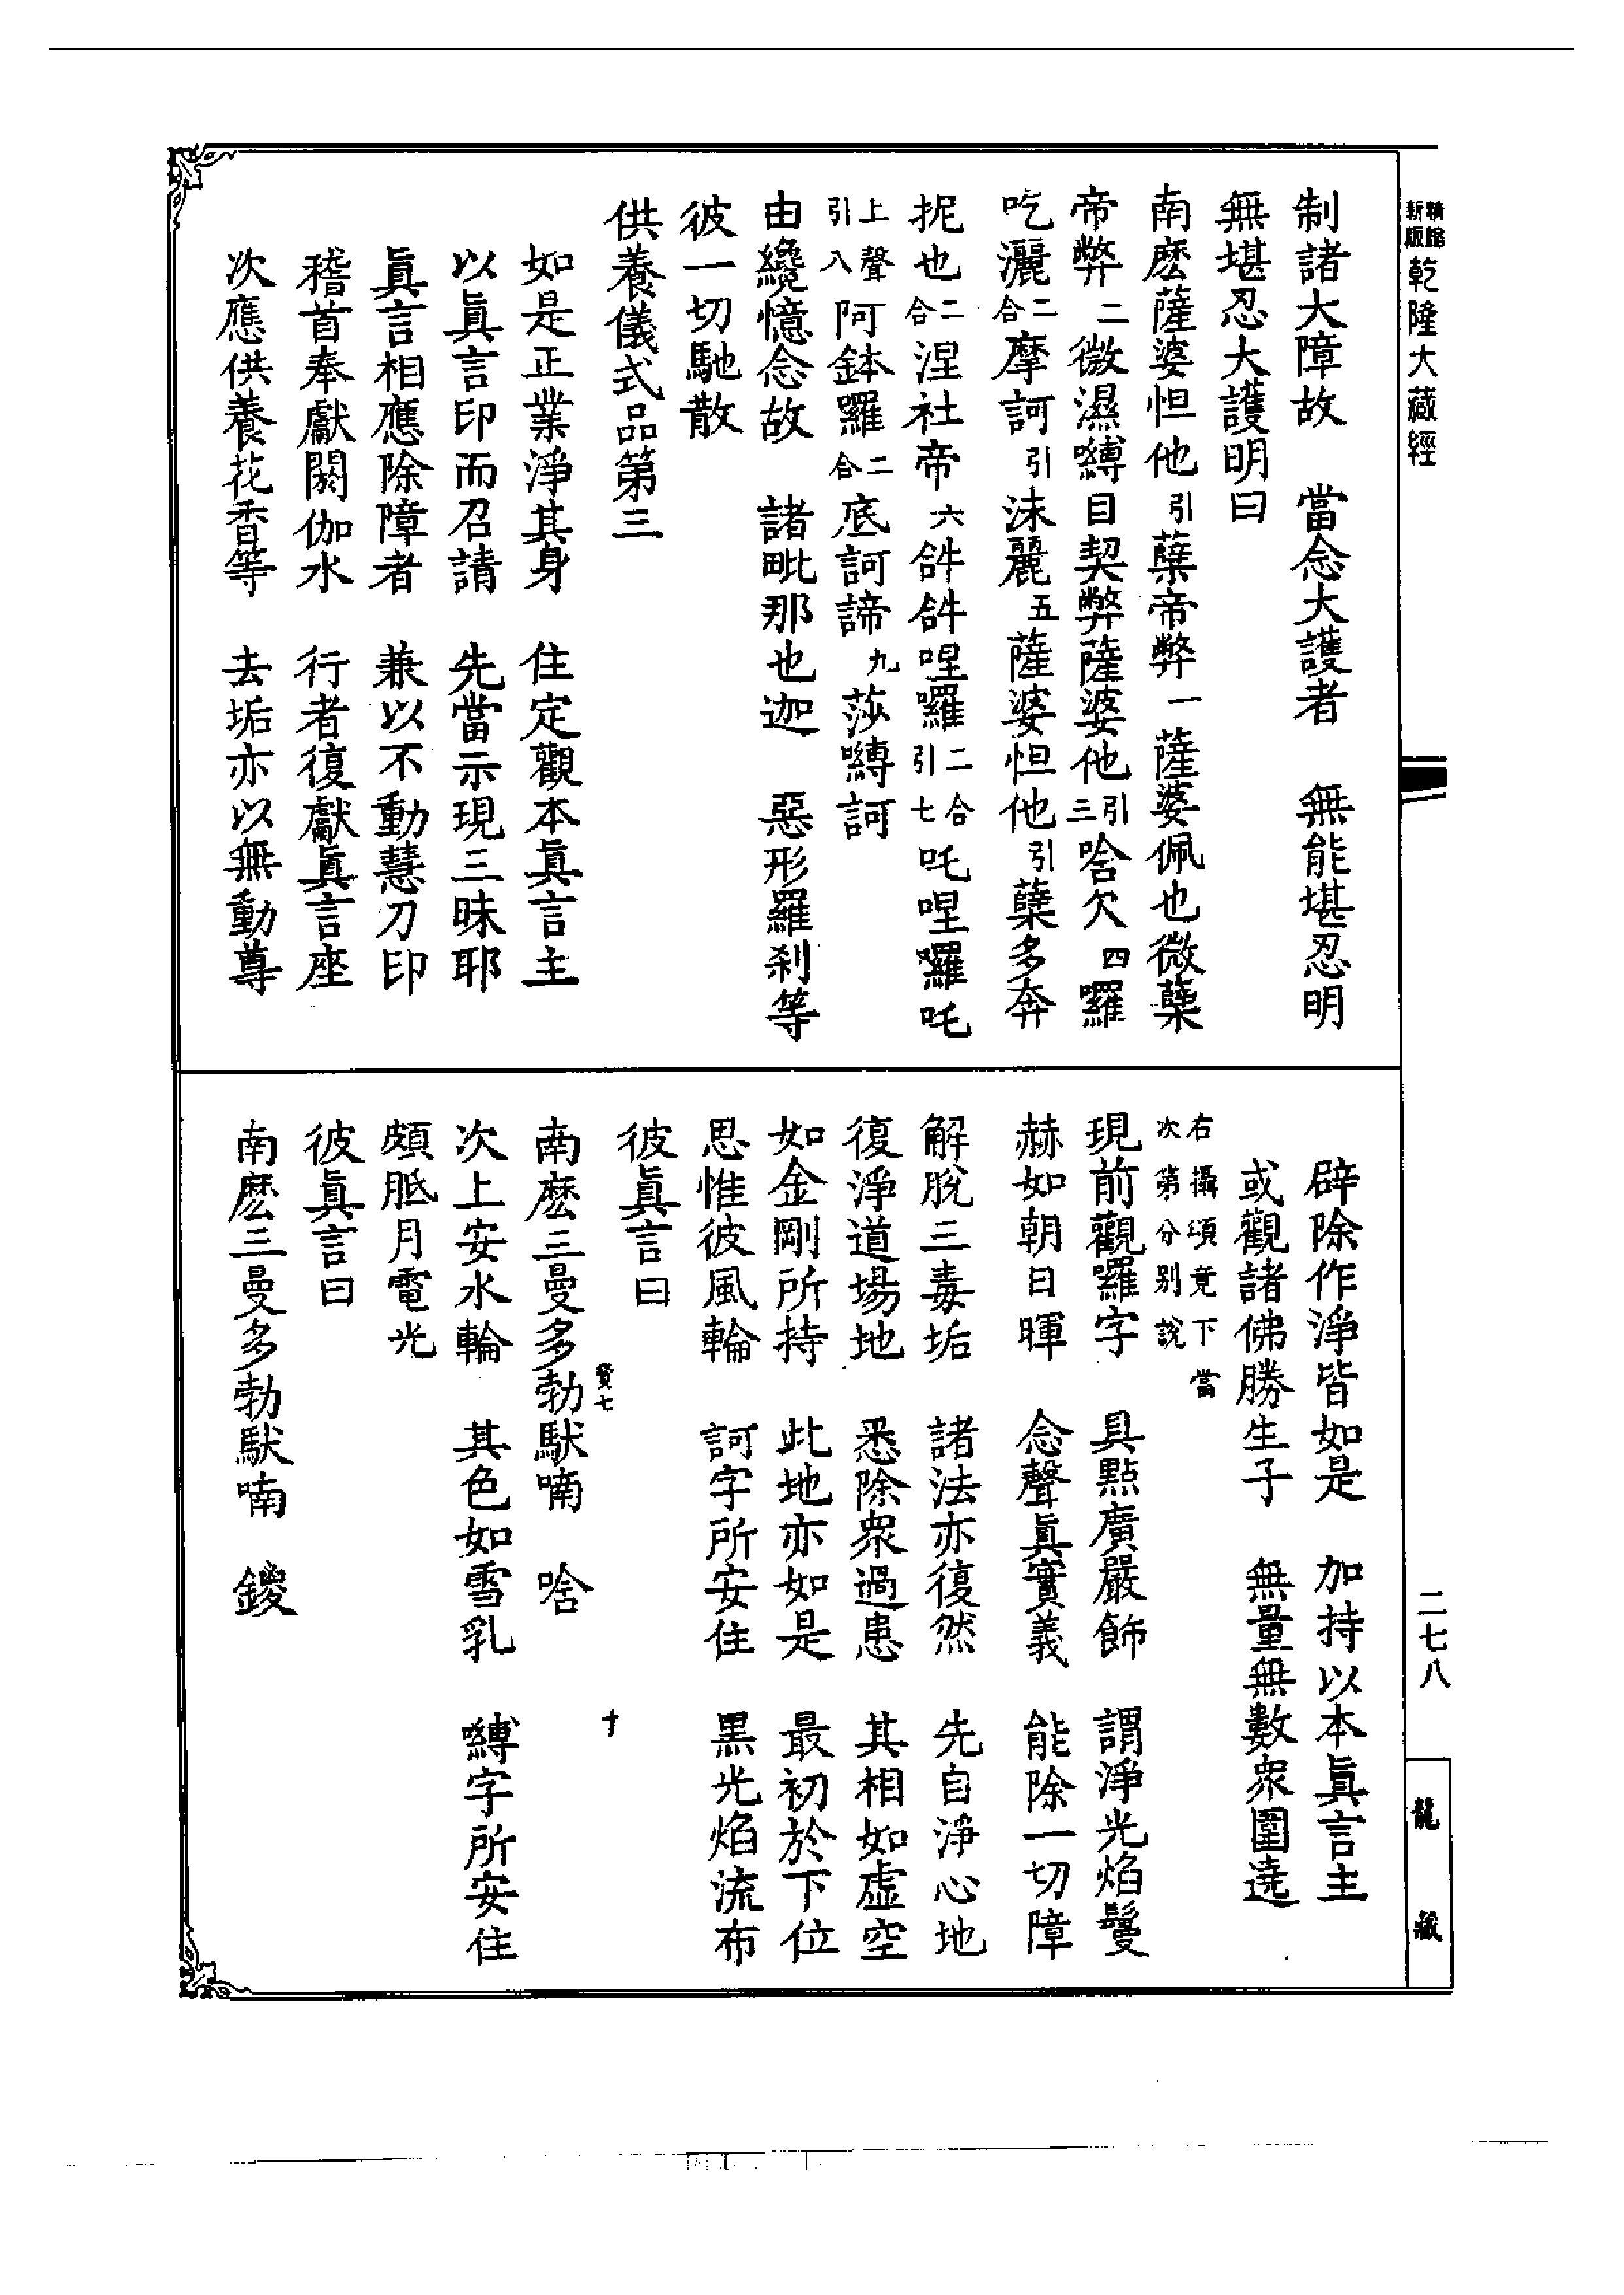 精縮新版乾隆大藏經
二七八
龍藏
制諸大障故　當念大護者　無能堪忍明
無堪忍大護明曰
南麽薩婆怛他引蘖帝弊一薩婆佩也微蘖
帝弊二微濕嚩目契弊薩婆他引三唅欠四囉
吃灑二合摩訶引沫麗五薩婆怛他引蘖多奔
抳也二合涅社帝六𤙖𤙖哩囉二合引七吒哩囉吒
上聲引八阿鉢羅二合底訶諦九莎嚩訶
由纔憶念故　諸毗那也迦　惡形羅剎等
彼一切馳散
供養儀式品第三
如是正業淨其身　住定觀本眞言主
以眞言印而召請　先當示現三昧耶
眞言相應除障者　兼以不動慧刀印
稽首奉獻閼伽水　行者復獻眞言座
次應供養花香等　去垢亦以無動尊
辟除作淨皆如是　加持以本眞言主
或觀諸佛勝生子　無量無數衆圍遶
右攝頌竟下當次第分別說
現前觀囉字　具點廣嚴飾　謂淨光焰鬘
赫如朝日暉　念聲眞實義　能除一切障
解脫三毒垢　諸法亦復然　先自淨心地
復淨道場地　悉除衆過患　其相如虛空
如金剛所持　此地亦如是　最初於下位
思惟彼風輪　訶字所安住　黑光焰流布
彼眞言曰
賢七　十
南麽三曼多勃馱喃　唅
次上安水輪　其色如雪乳　嚩字所安住
頗胝月電光
彼眞言曰
南麽三曼多勃馱喃　鑁